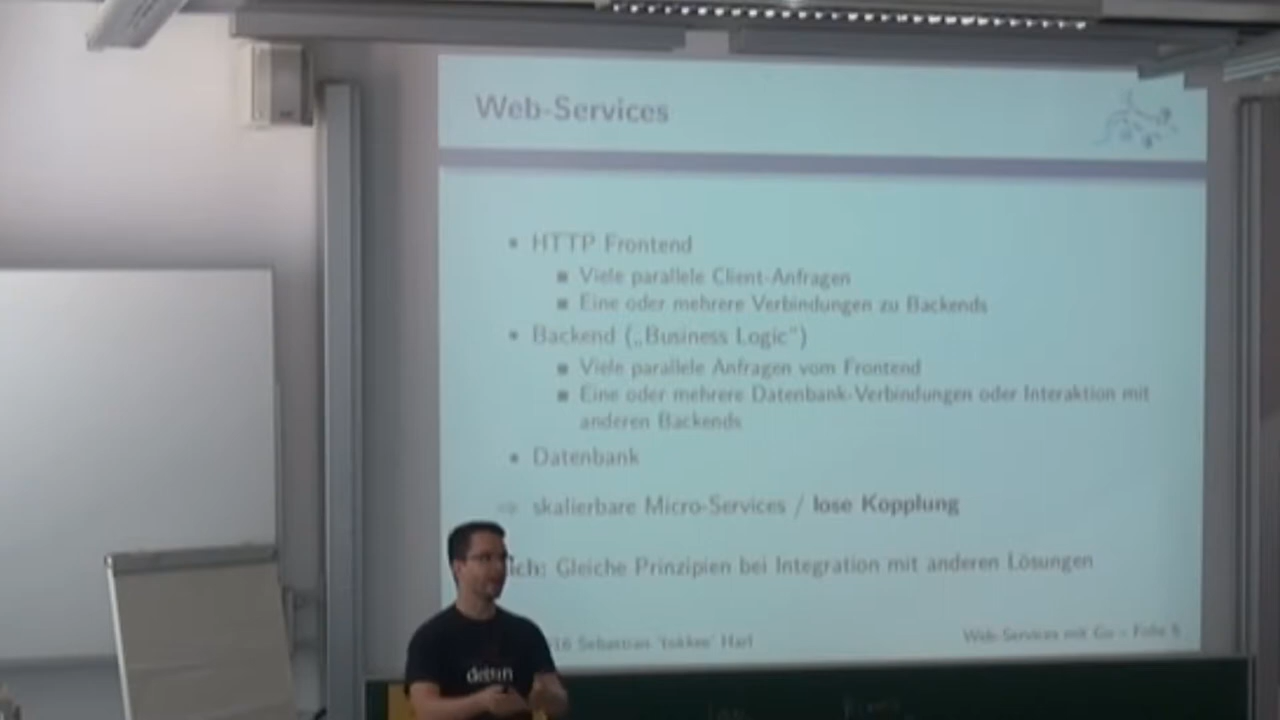 Web-Services
HTTP Frontend
Viele parallele Client-Anfragen
Eine oder mehrere Verbindungen zu Backends
Backend („Business Logic“)
Viele parallele Anfragen vom Frontend
Eine oder mehrere Datenbank-Verbindungen oder Interaktion mit
anderen Backends
Datenbank
⇒ skalierbare Micro-Services / lose Kopplung
ich: Gleiche Prinzipien bei Integration mit anderen Lösungen
16 Sebastian 'tokkee' Harl
Web-Services mit Go – Folie
debian